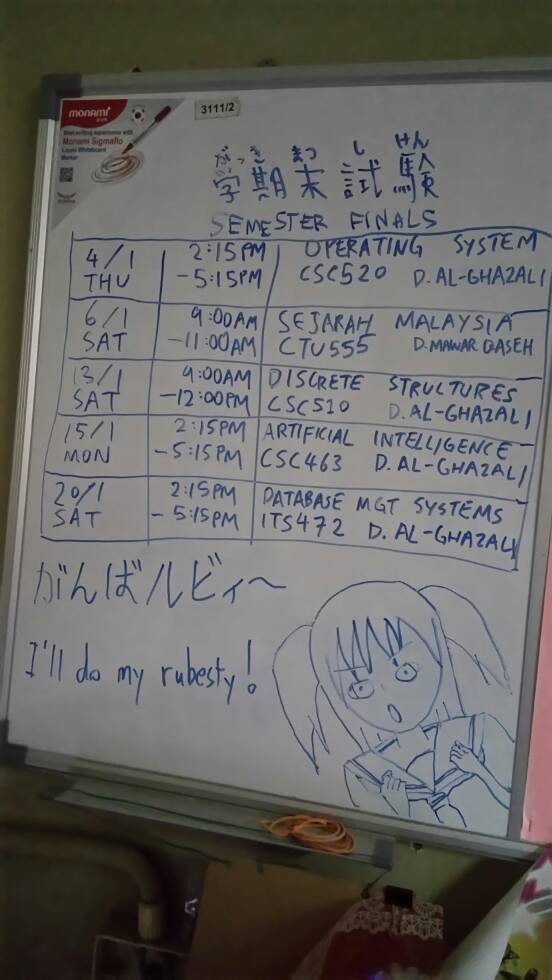 monami
Best writing experience with
Monami Sigmaflo
Liquid Whiteboard
Marker
3111/2
がっ き まつ し けん
学期末試験
SEMESTER FINALS
4/1 2:15PM OPERATING SYSTEM
THU -5:15PM CSC520 D. AL-GHAZALI
6/1 9:00AM SEJARAH MALAYSIA
SAT -11:00AM CTU555 D. MAWAR GASEH
13/1 9:00AM DISCRETE STRUCTURES
SAT -12:00PM CSC510 D. AL-GHAZALI
15/1 2:15PM ARTIFICIAL INTELLIGENCE
MON -5:15PM CSC463 D. AL-GHAZALI
20/1 2:15PM DATABASE MGT SYSTEMS
SAT - 5:15PM ITS472 D. AL-GHAZALI
がんばルビィ～
I'll do my rubesty!